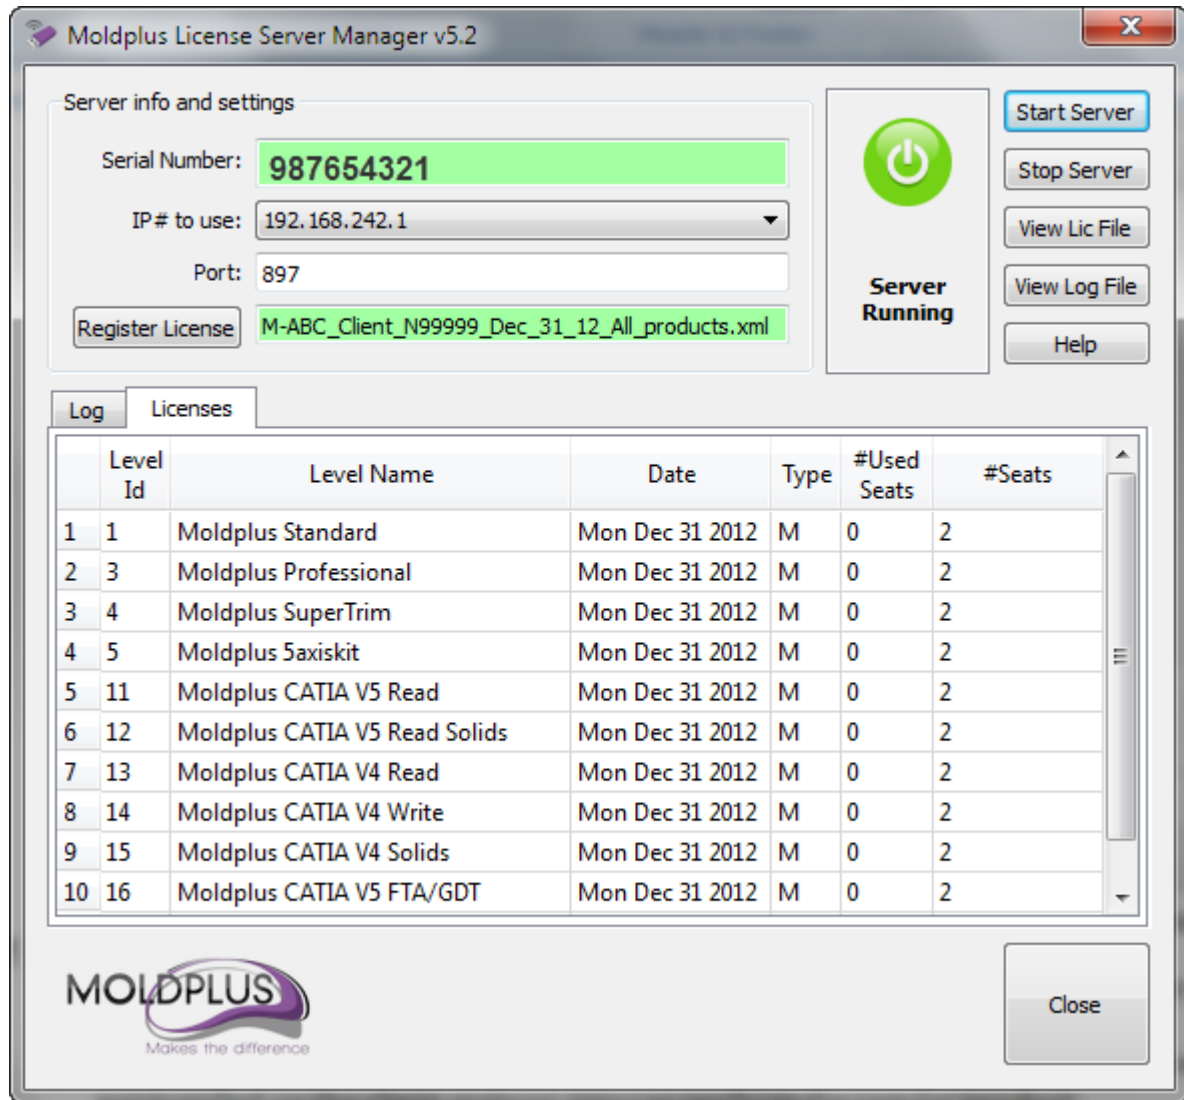 Moldplus License Server Manager v5.2
Server info and settings
Serial Number: 987654321
IP# to use: 192.168.242.1
Port: 897
Register License M-ABC_Client_N99999_Dec_31_12_All_products.xml
Server
Running
Start Server
Stop Server
View Lic File
View Log File
Help
Log Licenses
Level Id Level Name Date Type #Used Seats #Seats
1 1 Moldplus Standard Mon Dec 31 2012 M 0 2
2 3 Moldplus Professional Mon Dec 31 2012 M 0 2
3 4 Moldplus SuperTrim Mon Dec 31 2012 M 0 2
4 5 Moldplus 5axiskit Mon Dec 31 2012 M 0 2
5 11 Moldplus CATIA V5 Read Mon Dec 31 2012 M 0 2
6 12 Moldplus CATIA V5 Read Solids Mon Dec 31 2012 M 0 2
7 13 Moldplus CATIA V4 Read Mon Dec 31 2012 M 0 2
8 14 Moldplus CATIA V4 Write Mon Dec 31 2012 M 0 2
9 15 Moldplus CATIA V4 Solids Mon Dec 31 2012 M 0 2
10 16 Moldplus CATIA V5 FTA/GDT Mon Dec 31 2012 M 0 2
MOLDPLUS
Makes the difference
Close